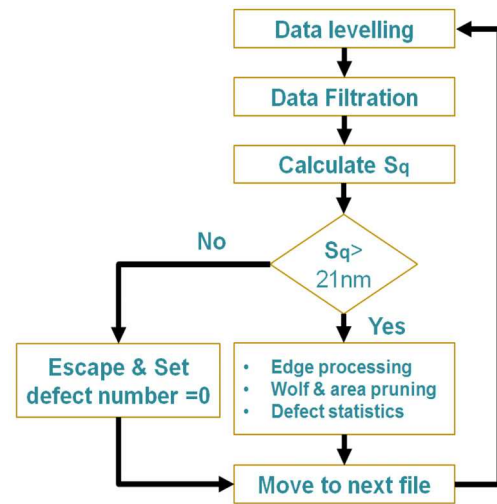 Data levelling
Data Filtration
Calculate Sq
Sq>
21nm
No
Yes
Escape & Set
defect number =0
• Edge processing
• Wolf & area pruning
• Defect statistics
Move to next file